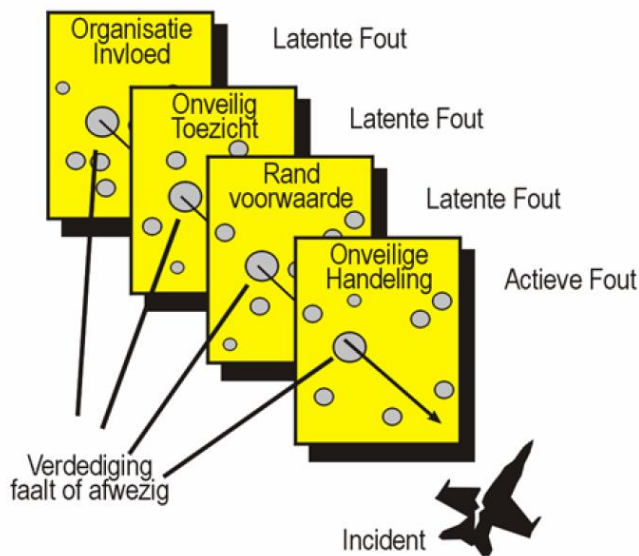 Organisatie
Invloed
Latente Fout
Onveilig
Toezicht
Latente Fout
Rand
voorwaarde
Latente Fout
Onveilige
Handeling
Actieve Fout
Verdediging
faalt of afwezig
Incident